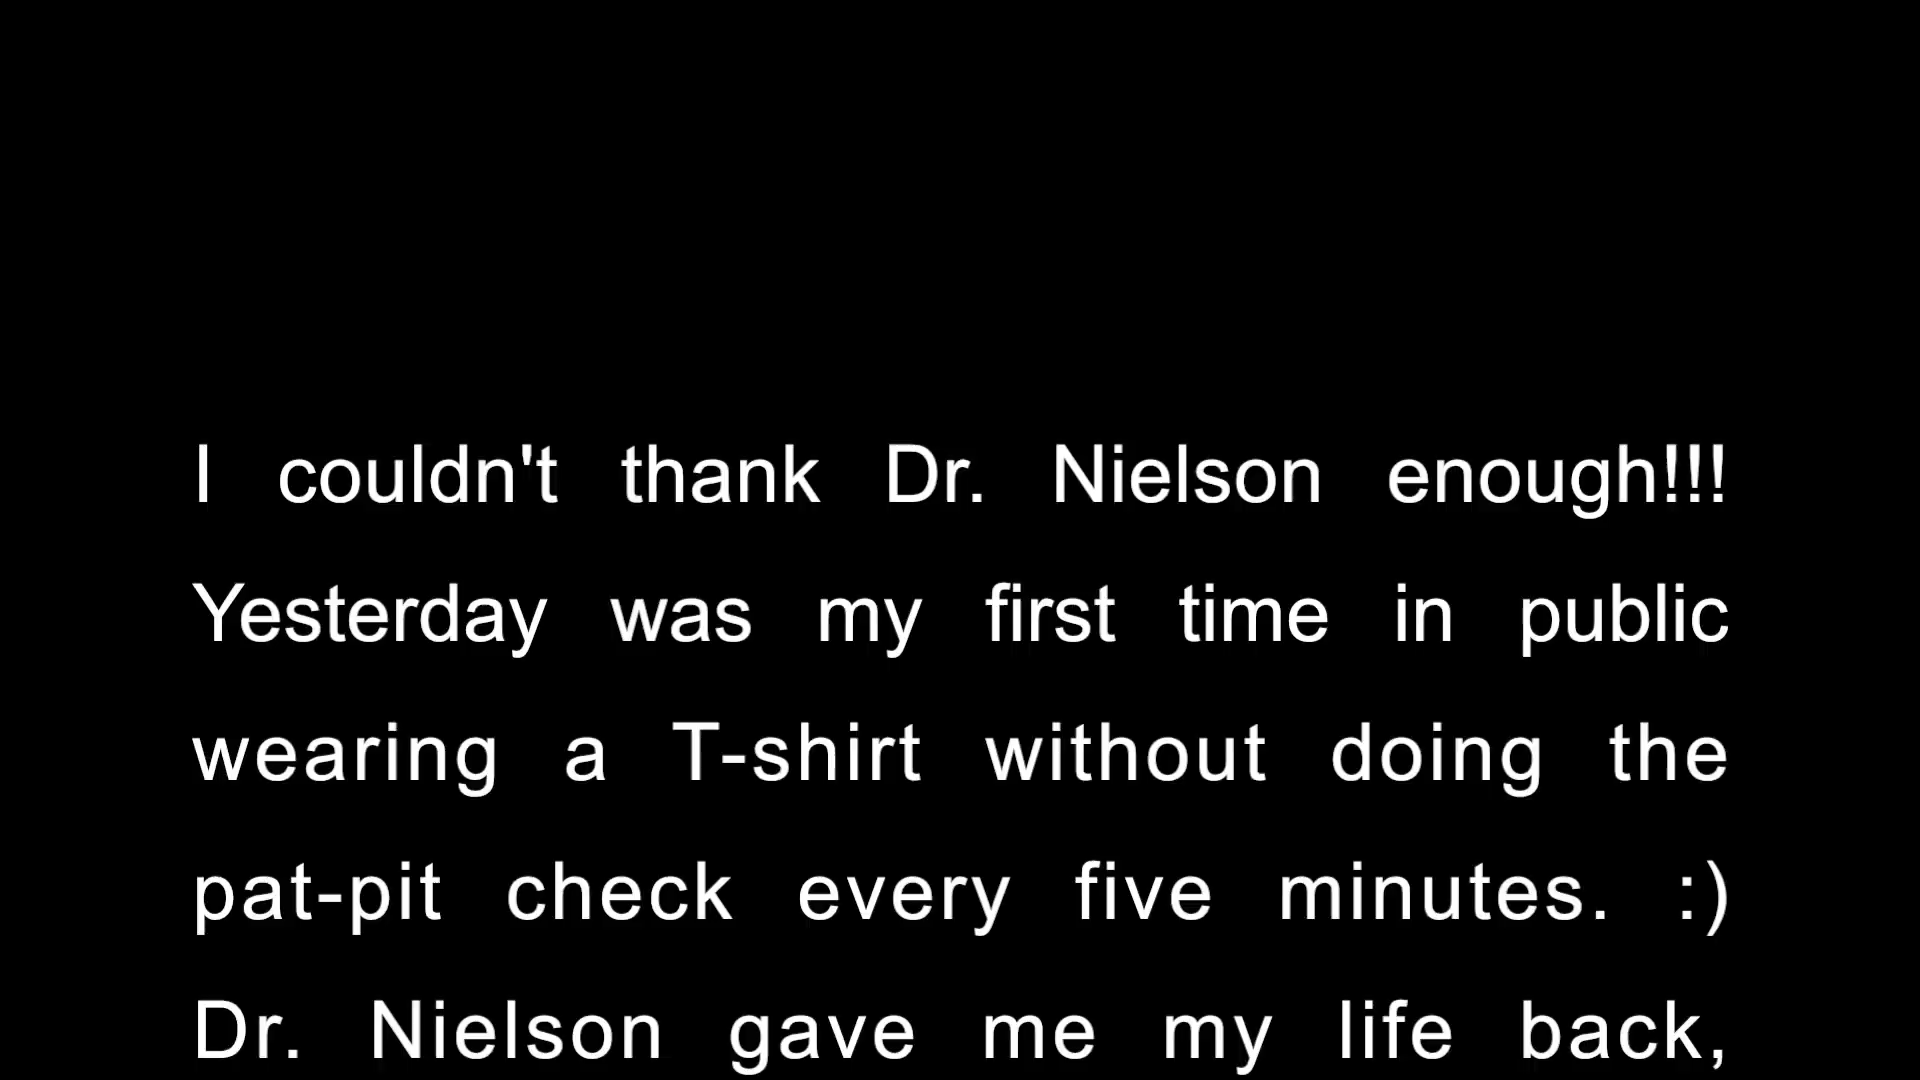 I couldn't thank Dr. Nielson enough!!!
Yesterday was my first time in public
wearing a T-shirt without doing the
pat-pit check every five minutes. :)
Dr. Nielson gave me my life back,